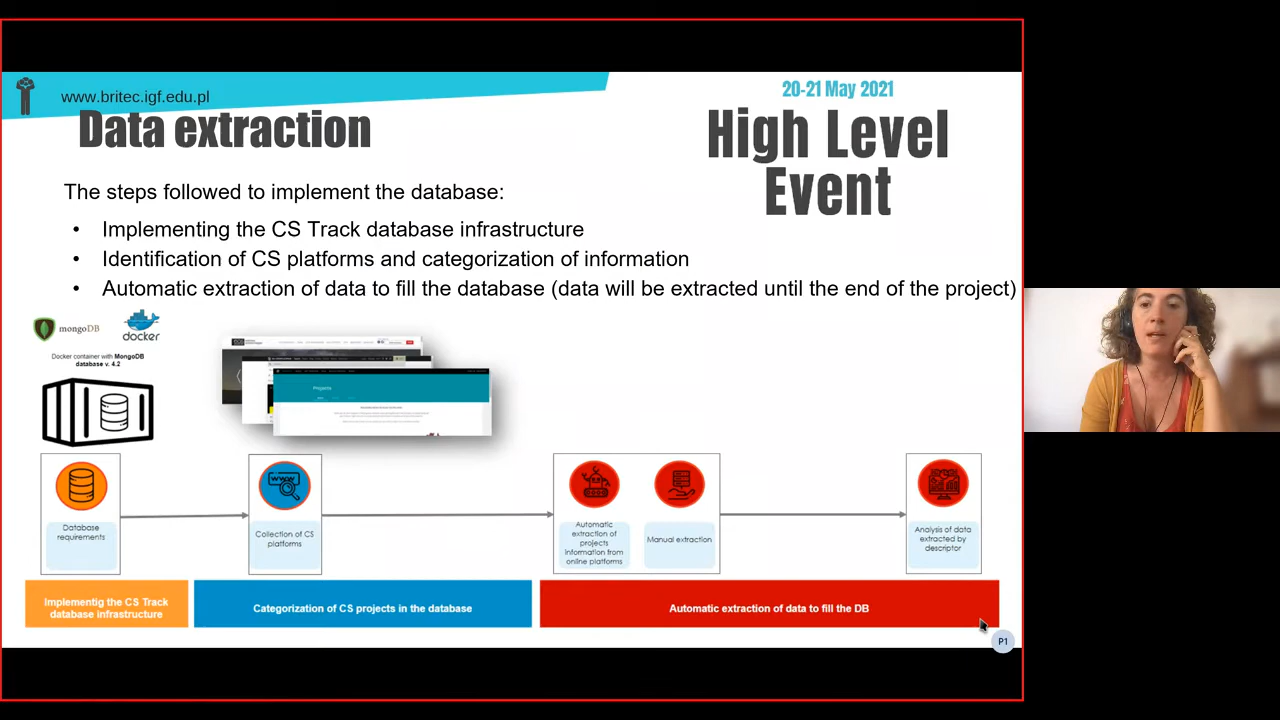 www.britec.igf.edu.pl
20-21 May 2021
Data extraction
High Level
Event
The steps followed to implement the database:
• Implementing the CS Track database infrastructure
• Identification of CS platforms and categorization of information
• Automatic extraction of data to fill the database (data will be extracted until the end of the project)
mongoDB
docker
Docker container with MongoDB
database v. 4.2
Projects
www
Database
requirements
Collection of CS
platforms
Automatic
extraction of
projects
information from
online platforms
Manual extraction
Analysis of data
extracted by
descriptor
Implementig the CS Track
database infrastructure
Categorization of CS projects in the database
Automatic extraction of data to fill the DB
P1